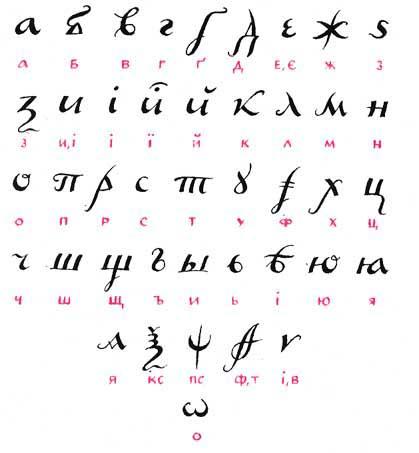 а б в г ґ д є ж ѕ
а б в г ґ д е,є ж з
з и і ї й к л м н
з и,і і ї й к л м н
о п р с т ꙋ ф х ц
о п р с т у ф х ц
ч ш щ ъ ы ь ѣ ю ꙗ
ч ш щ ъ и ь і ю я
ѧ ѯ ѱ ѳ ѵ
я кс пс ф,т і,в
ѡ
о